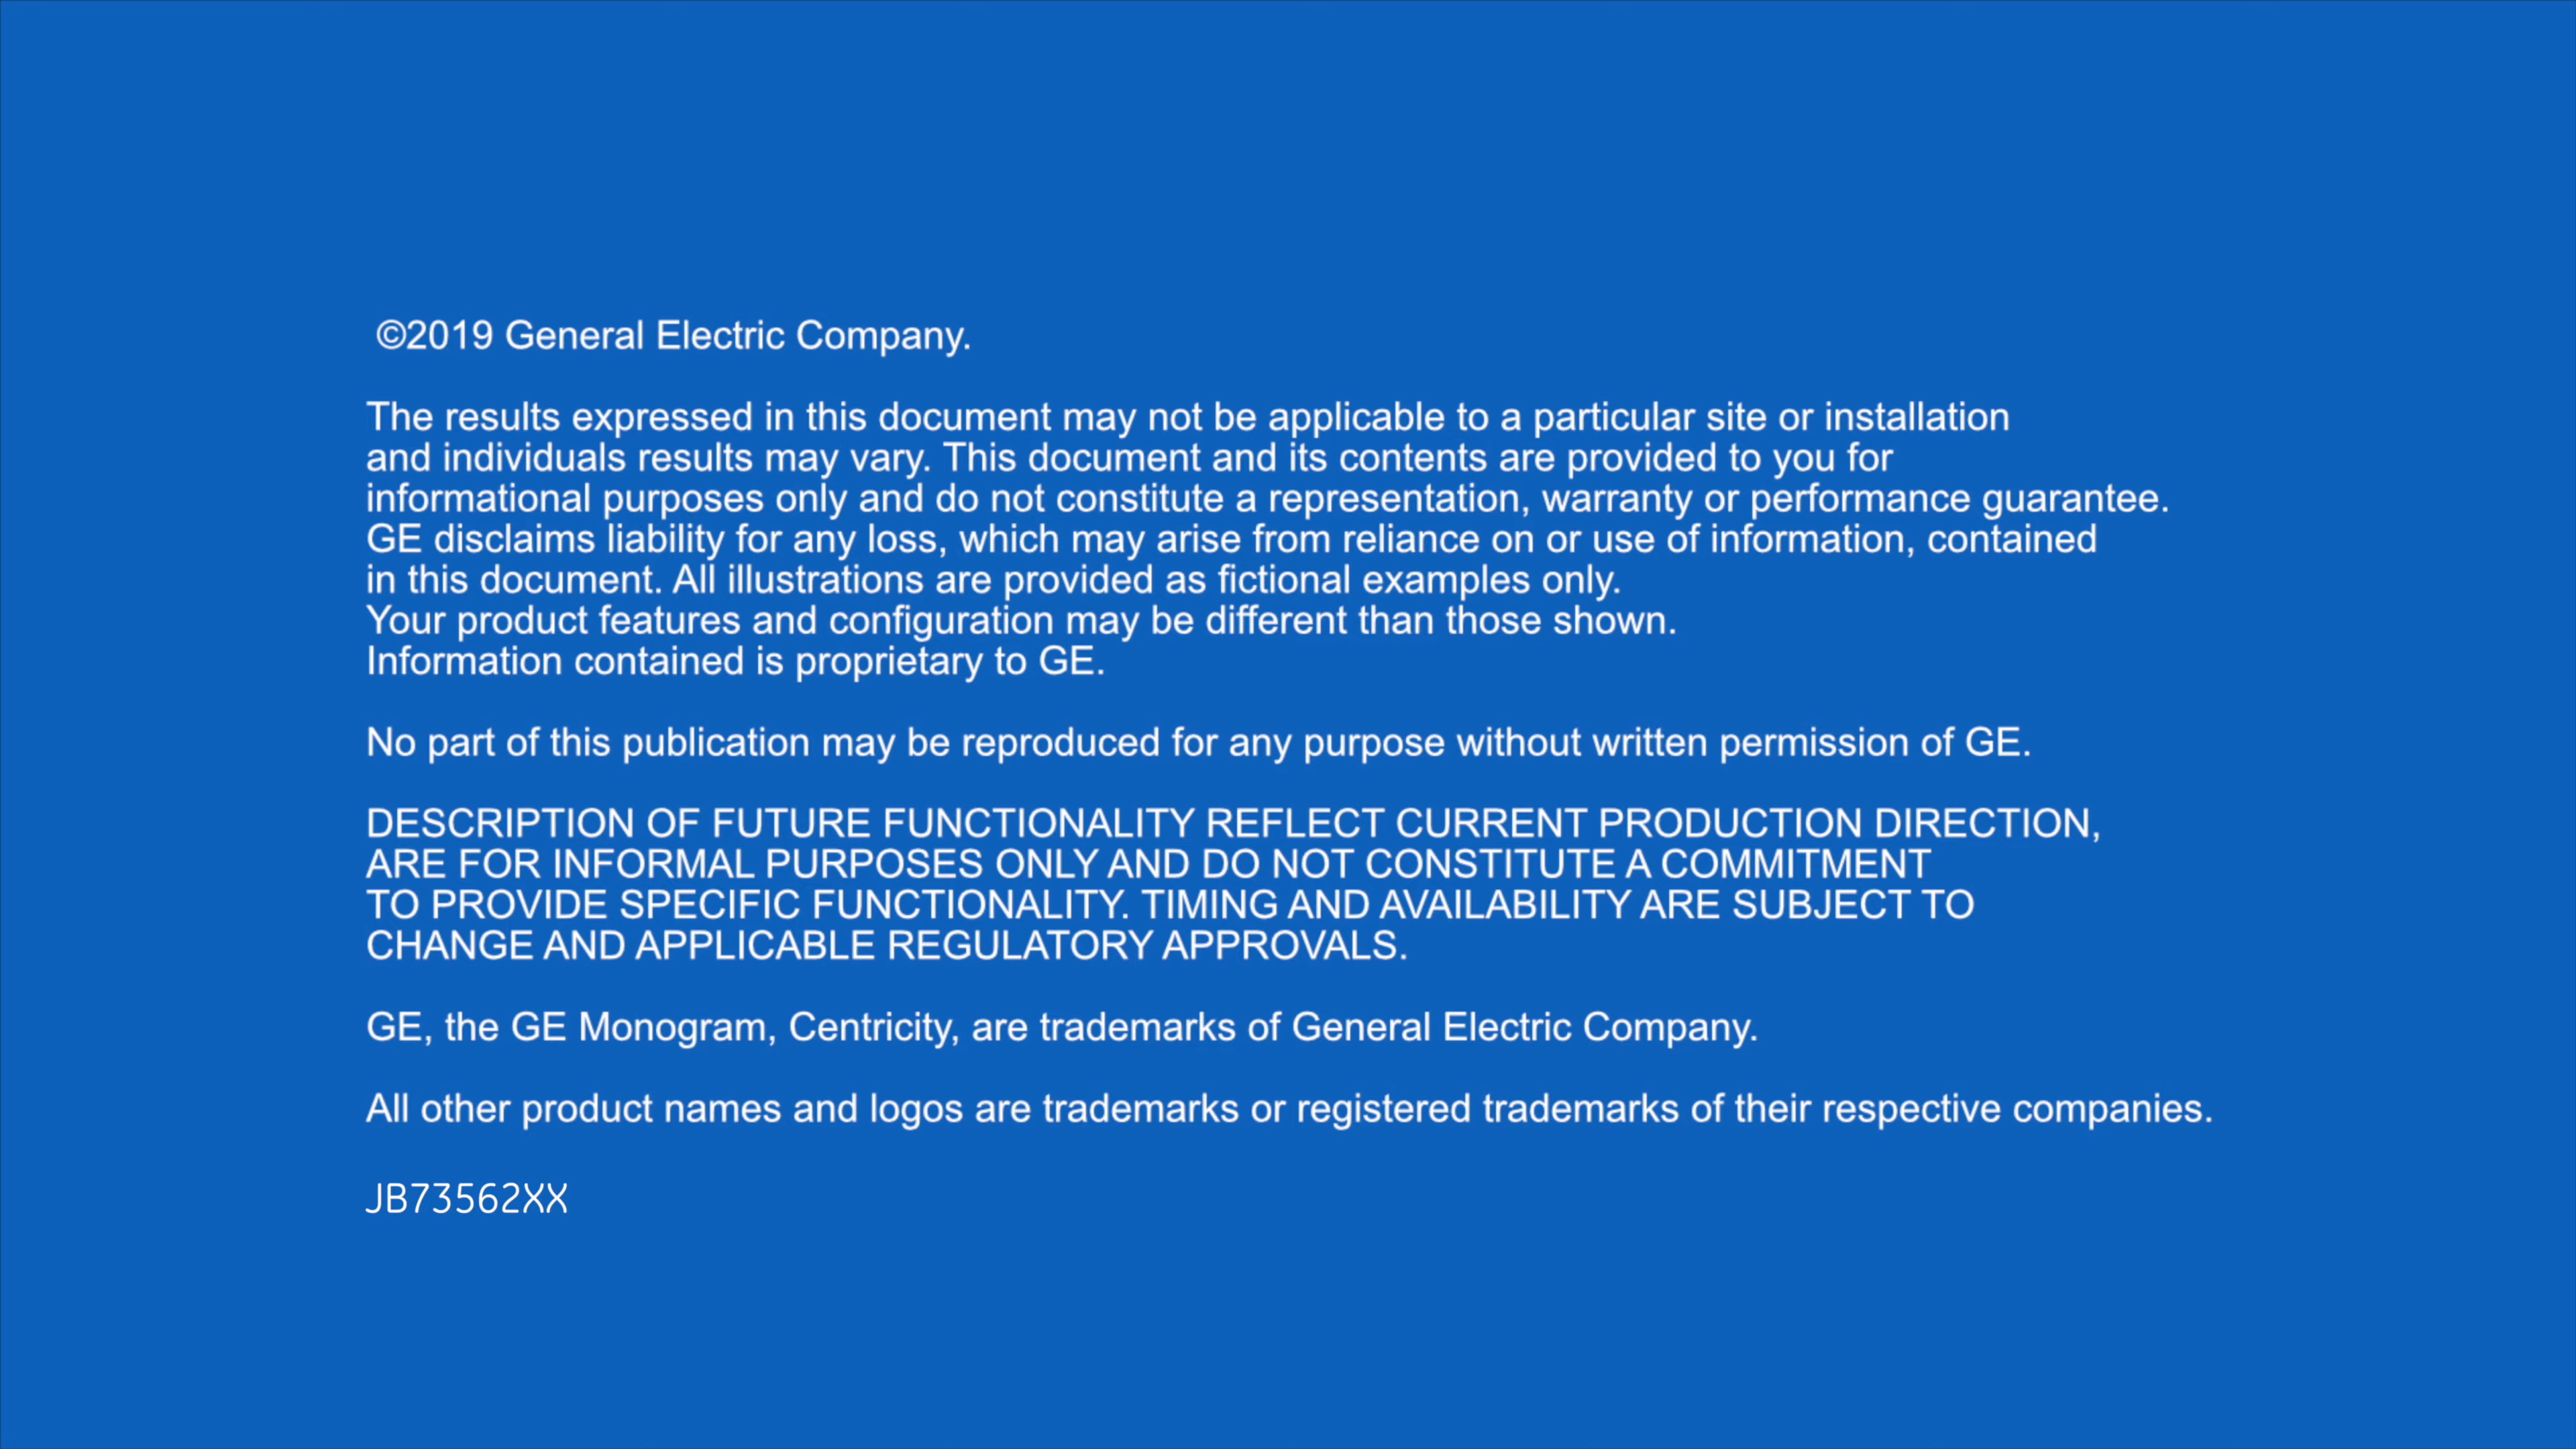 ©2019 General Electric Company.
The results expressed in this document may not be applicable to a particular site or installation
and individuals results may vary. This document and its contents are provided to you for
informational purposes only and do not constitute a representation, warranty or performance guarantee.
GE disclaims liability for any loss, which may arise from reliance on or use of information, contained
in this document. All illustrations are provided as fictional examples only.
Your product features and configuration may be different than those shown.
Information contained is proprietary to GE.
No part of this publication may be reproduced for any purpose without written permission of GE.
DESCRIPTION OF FUTURE FUNCTIONALITY REFLECT CURRENT PRODUCTION DIRECTION,
ARE FOR INFORMAL PURPOSES ONLY AND DO NOT CONSTITUTE A COMMITMENT
TO PROVIDE SPECIFIC FUNCTIONALITY. TIMING AND AVAILABILITY ARE SUBJECT TO
CHANGE AND APPLICABLE REGULATORY APPROVALS.
GE, the GE Monogram, Centricity, are trademarks of General Electric Company.
All other product names and logos are trademarks or registered trademarks of their respective companies.
JB73562XX